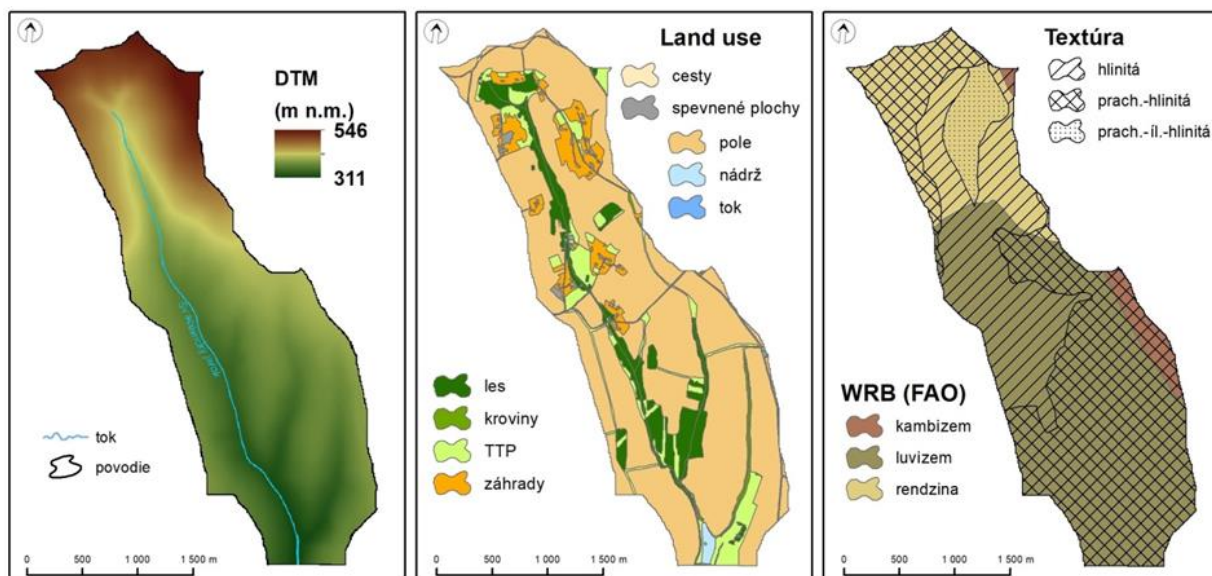 DTM
(m n.m.)
546
311
tok
povodie
0 500 1 000 1 500 m
Land use
cesty
spevnené plochy
pole
nádrž
tok
les
kroviny
TTP
záhrady
0 500 1 000 1 500 m
Textúra
hlinitá
prach.-hlinitá
prach.-íl.-hlinitá
WRB (FAO)
kambizem
luvizem
rendzina
0 500 1 000 1 500 m